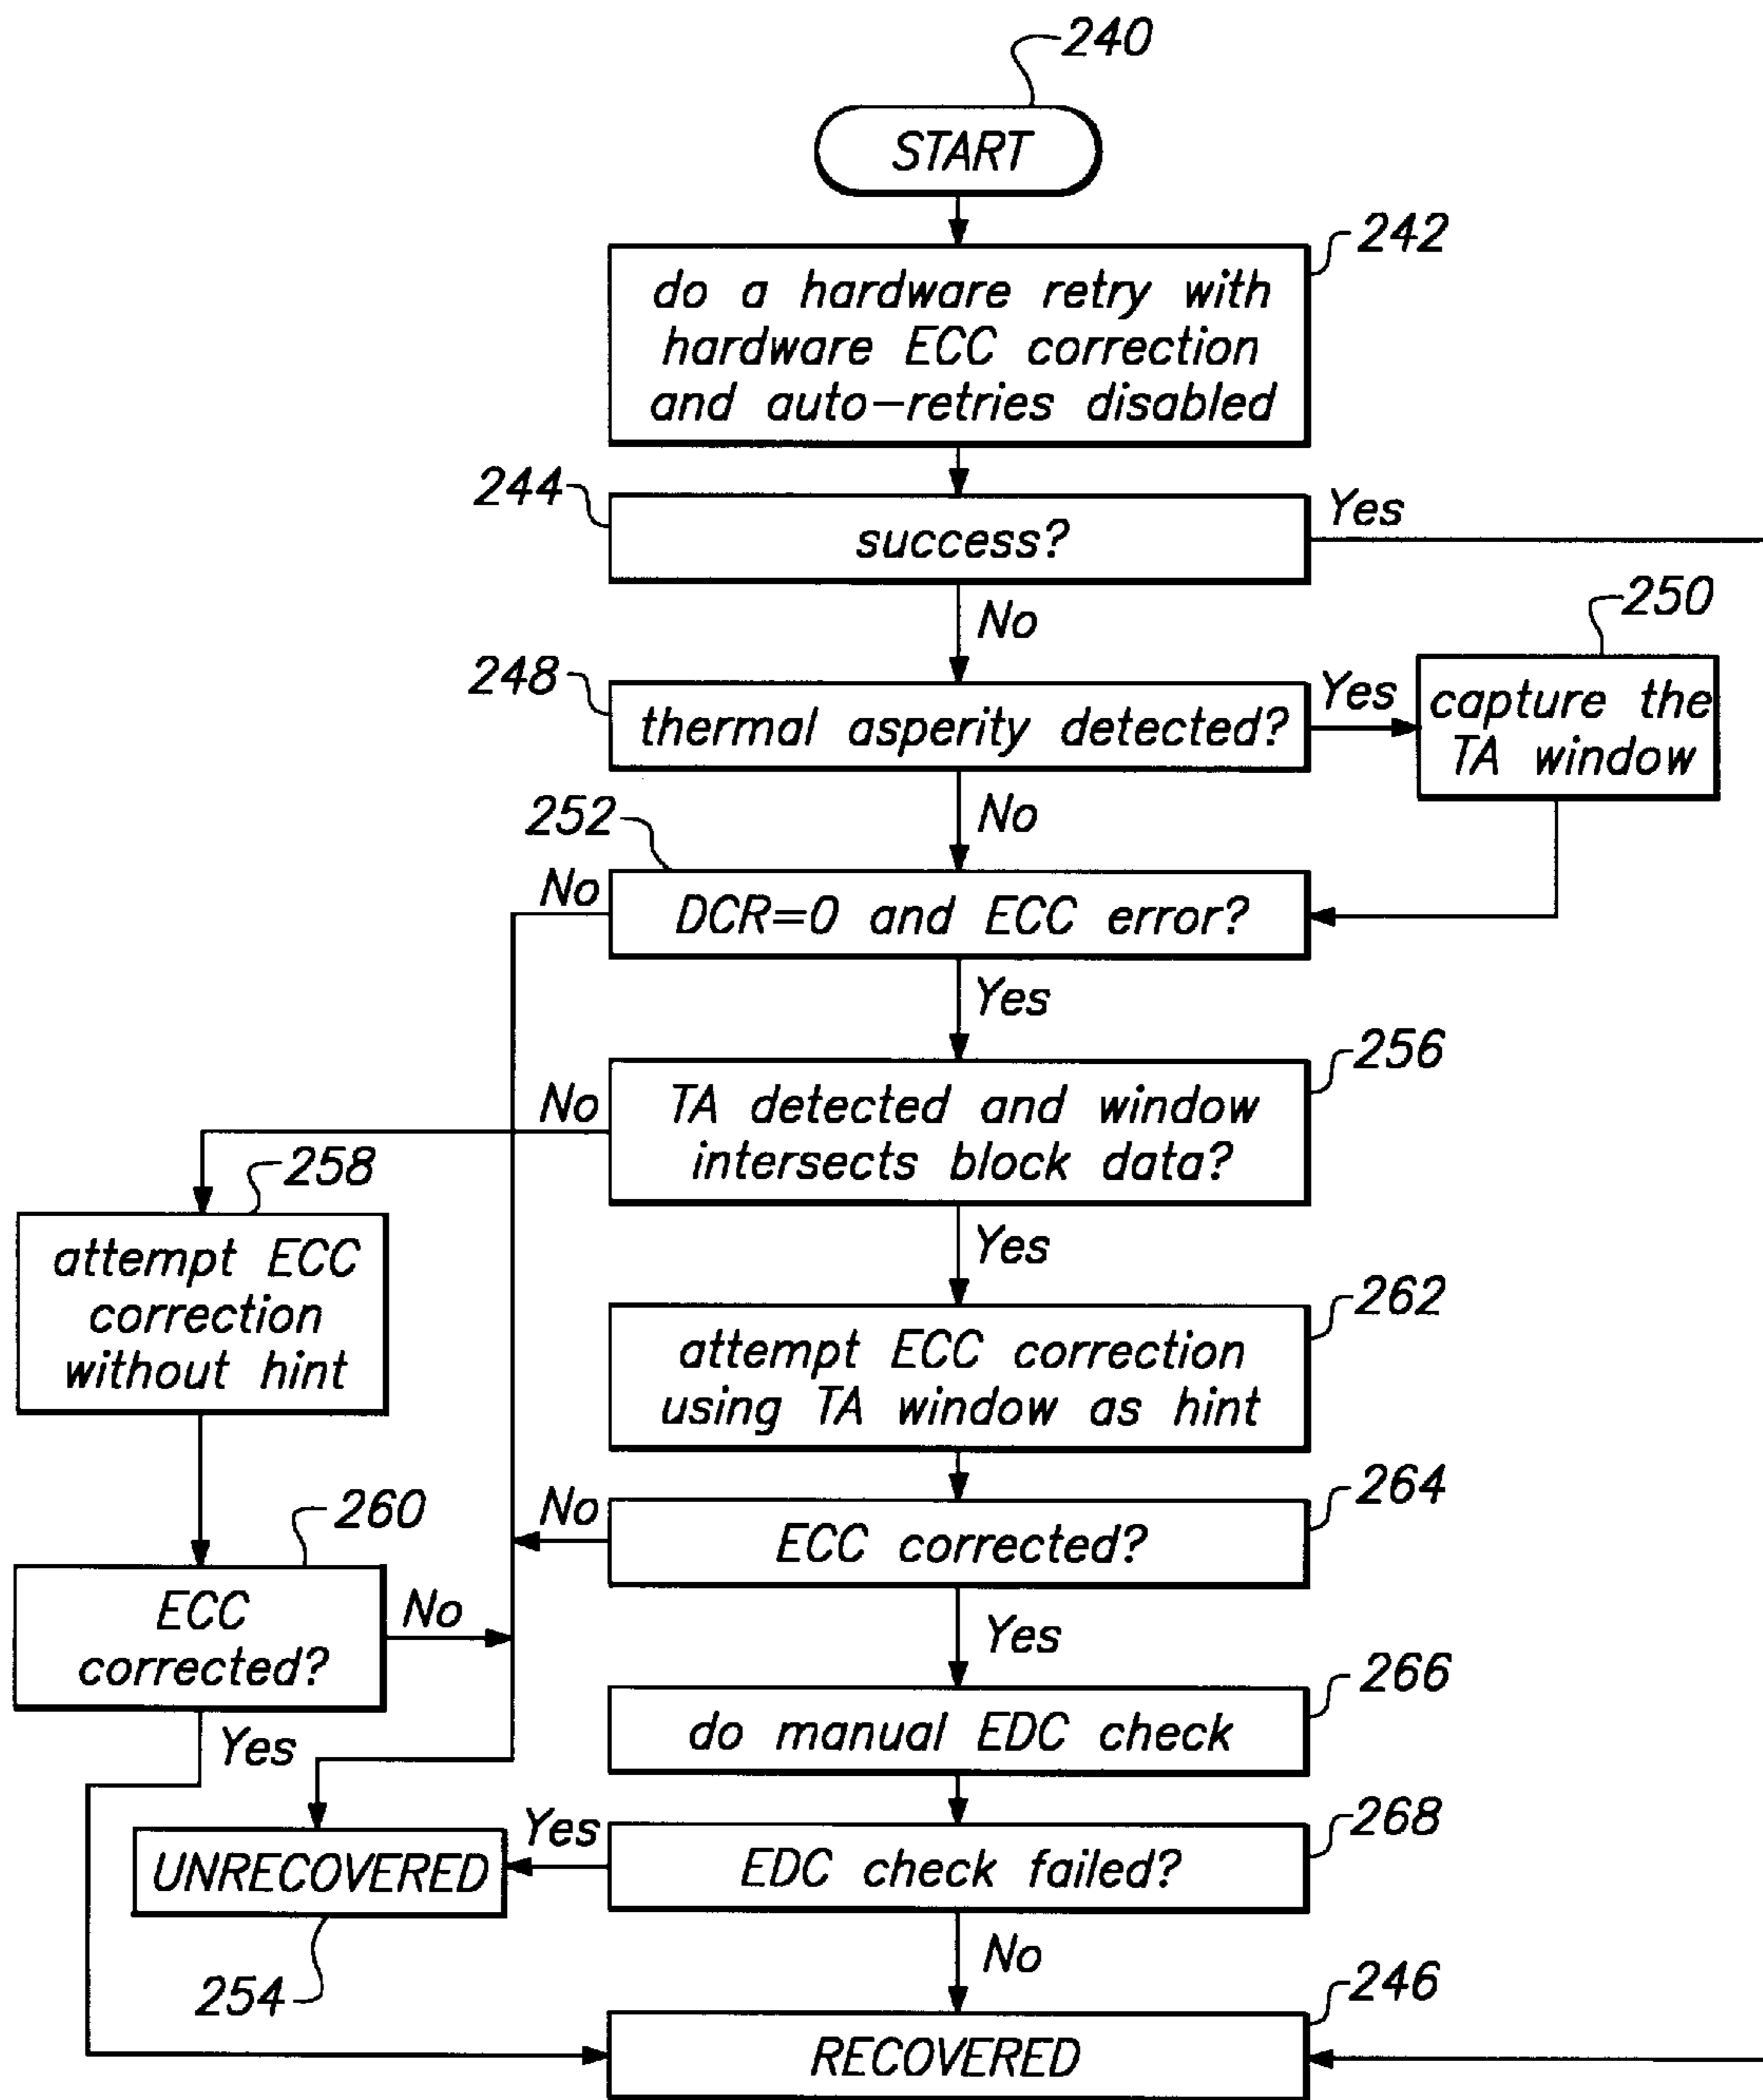 240
START
242
do a hardware retry with
hardware ECC correction
and auto-retries disabled
244
success?
Yes
No
250
248
thermal asperity detected?
Yes
capture the
TA window
No
252
No
DCR=0 and ECC error?
Yes
256
No
TA detected and window
intersects block data?
258
Yes
attempt ECC
correction
without hint
262
attempt ECC correction
using TA window as hint
264
No
ECC corrected?
260
ECC
corrected?
No
Yes
266
do manual EDC check
Yes
268
Yes
EDC check failed?
UNRECOVERED
254
No
246
RECOVERED